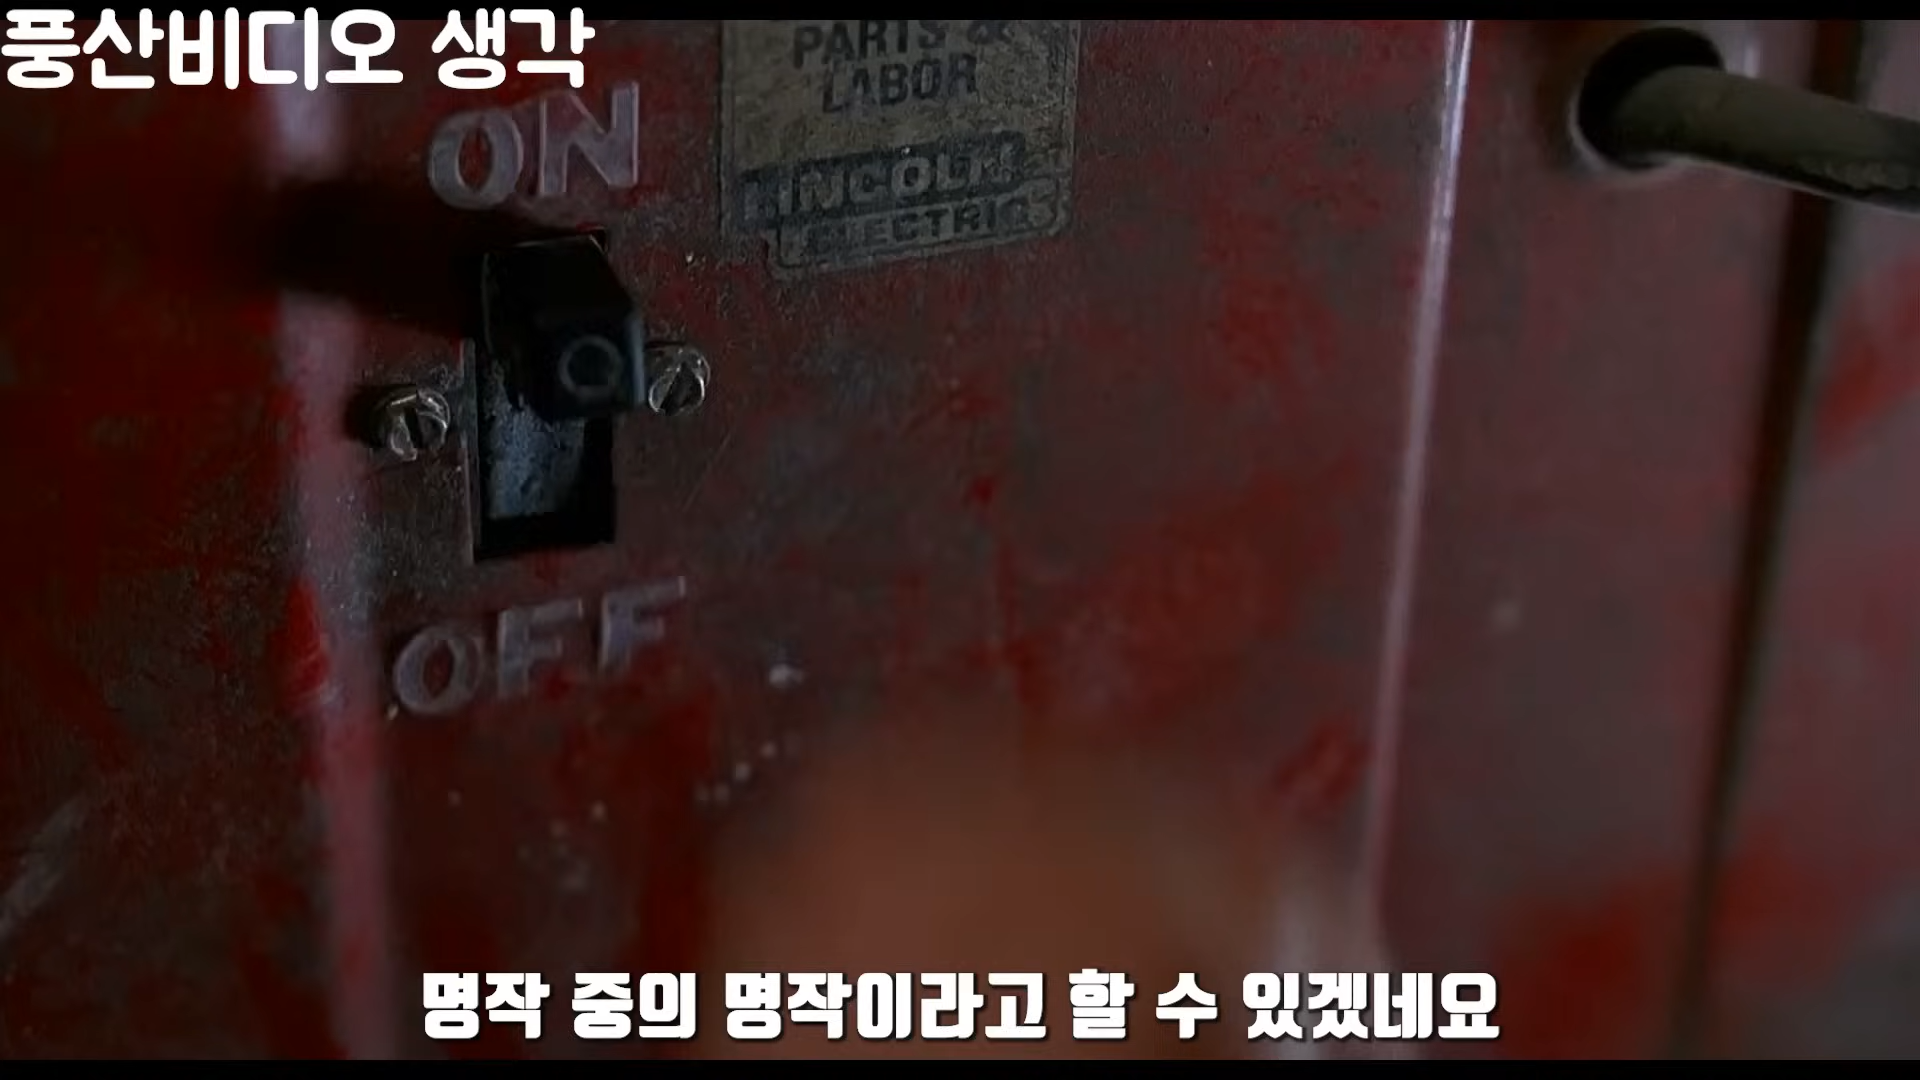 풍산비디오 생각
ON
PARTS &
LABOR
LINCOLN
ELECTRIC
OFF
명작 중의 명작이라고 할 수 있겠네요